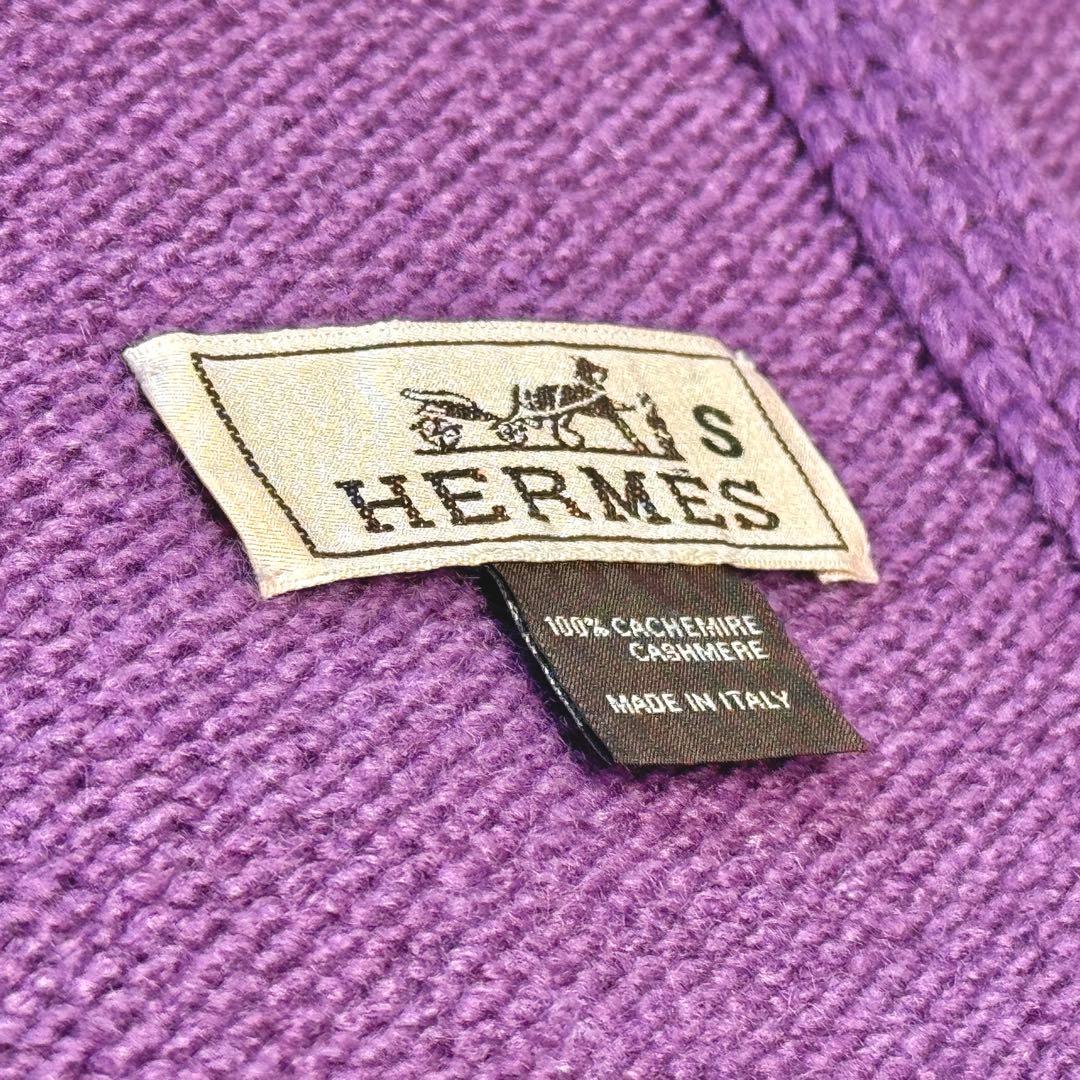 S
HERMES
100% CACHEMIRE
CASHMERE
MADE IN ITALY